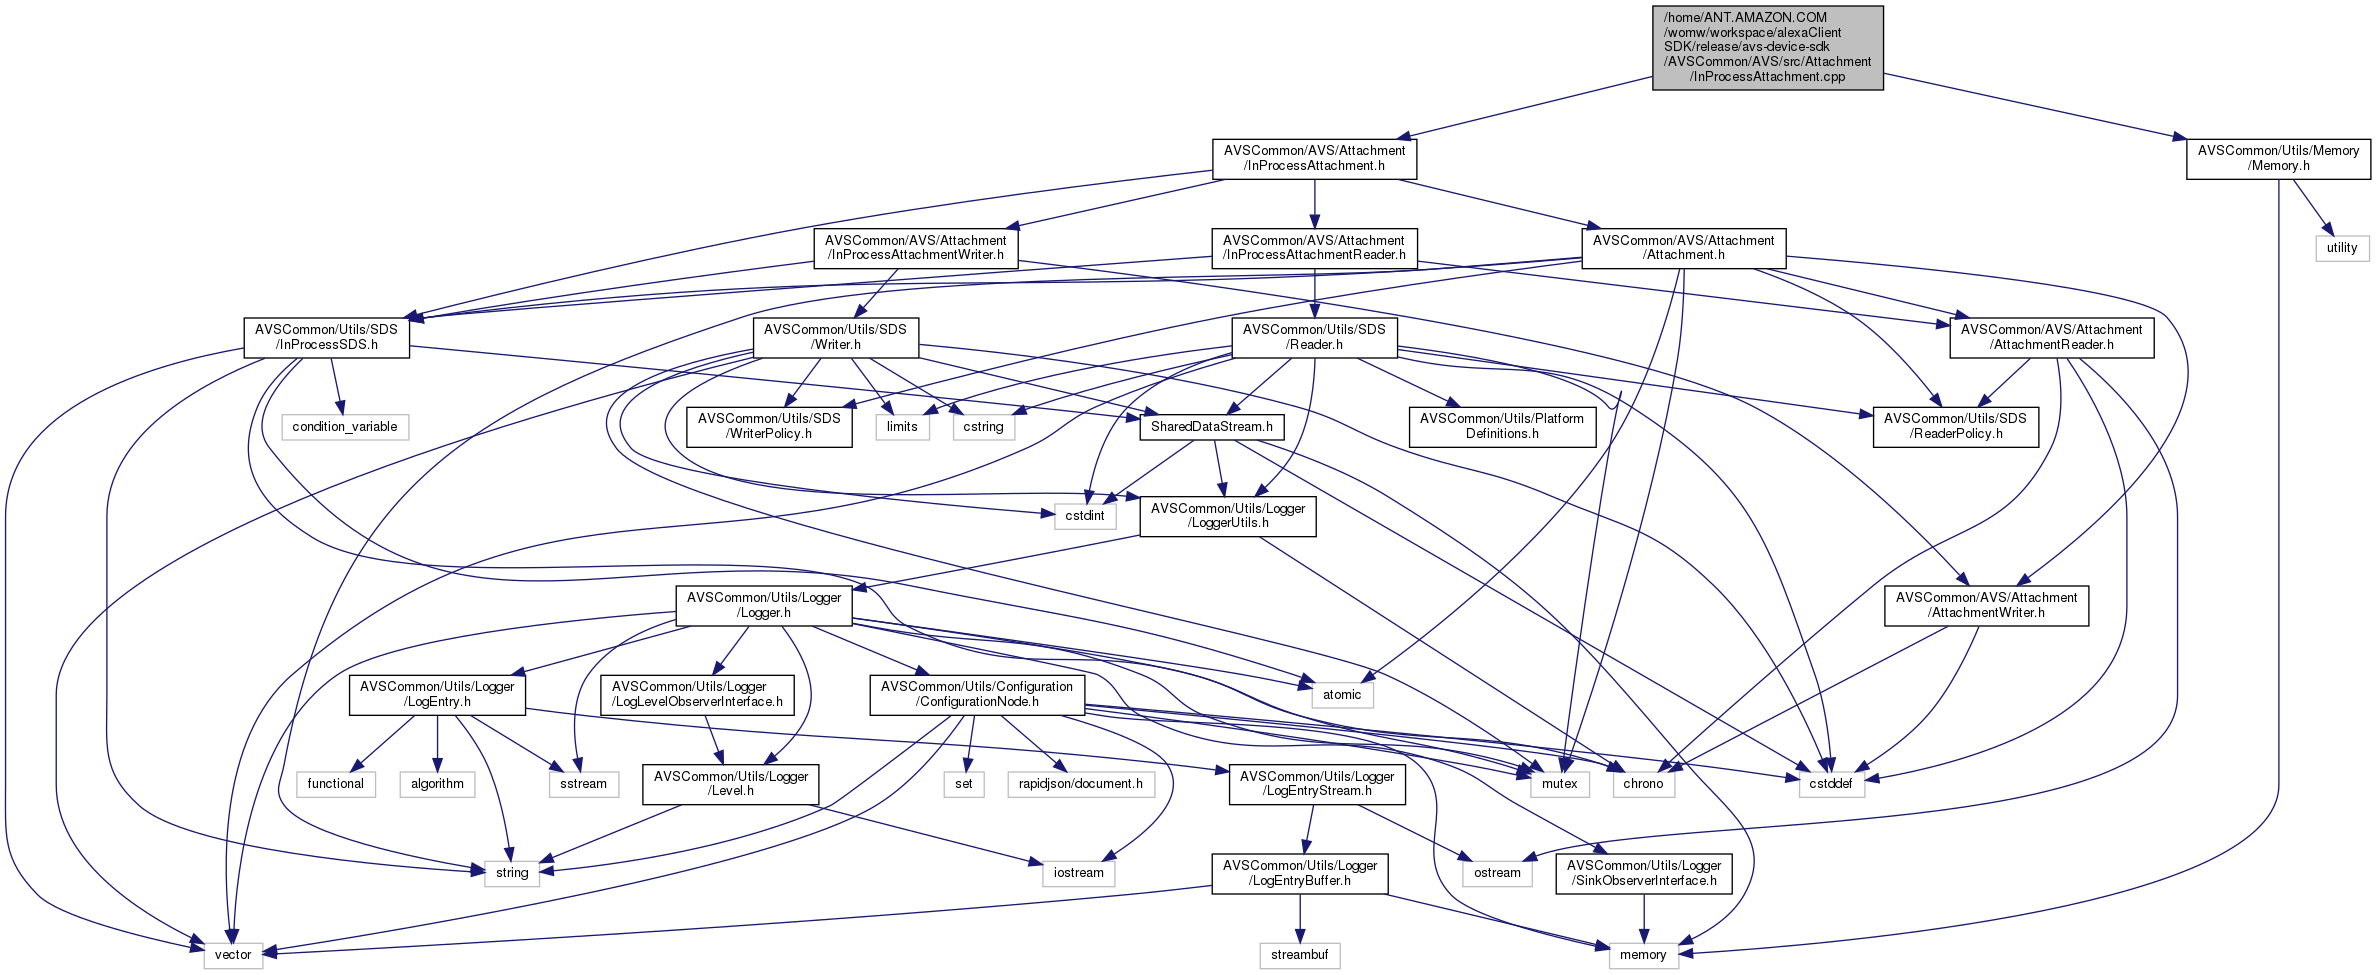 /home/ANT.AMAZON.COM
/womw/workspace/alexaClient
SDK/release/avs-device-sdk
/AVSCommon/AVS/src/Attachment
/InProcessAttachment.cpp
AVSCommon/AVS/Attachment
/InProcessAttachment.h
AVSCommon/Utils/Memory
/Memory.h
AVSCommon/AVS/Attachment
/InProcessAttachmentWriter.h
AVSCommon/AVS/Attachment
/InProcessAttachmentReader.h
AVSCommon/AVS/Attachment
/Attachment.h
utility
AVSCommon/Utils/SDS
/InProcessSDS.h
AVSCommon/Utils/SDS
/Writer.h
AVSCommon/Utils/SDS
/Reader.h
AVSCommon/AVS/Attachment
/AttachmentReader.h
condition_variable
AVSCommon/Utils/SDS
/WriterPolicy.h
limits
cstring
SharedDataStream.h
AVSCommon/Utils/Platform
Definitions.h
AVSCommon/Utils/SDS
/ReaderPolicy.h
cstdint
AVSCommon/Utils/Logger
/LoggerUtils.h
AVSCommon/Utils/Logger
/Logger.h
AVSCommon/AVS/Attachment
/AttachmentWriter.h
AVSCommon/Utils/Logger
/LogEntry.h
AVSCommon/Utils/Logger
/LogLevelObserverInterface.h
AVSCommon/Utils/Configuration
/ConfigurationNode.h
atomic
functional
algorithm
sstream
AVSCommon/Utils/Logger
/Level.h
set
rapidjson/document.h
AVSCommon/Utils/Logger
/LogEntryStream.h
mutex
chrono
cstddef
string
iostream
AVSCommon/Utils/Logger
/LogEntryBuffer.h
ostream
AVSCommon/Utils/Logger
/SinkObserverInterface.h
vector
streambuf
memory